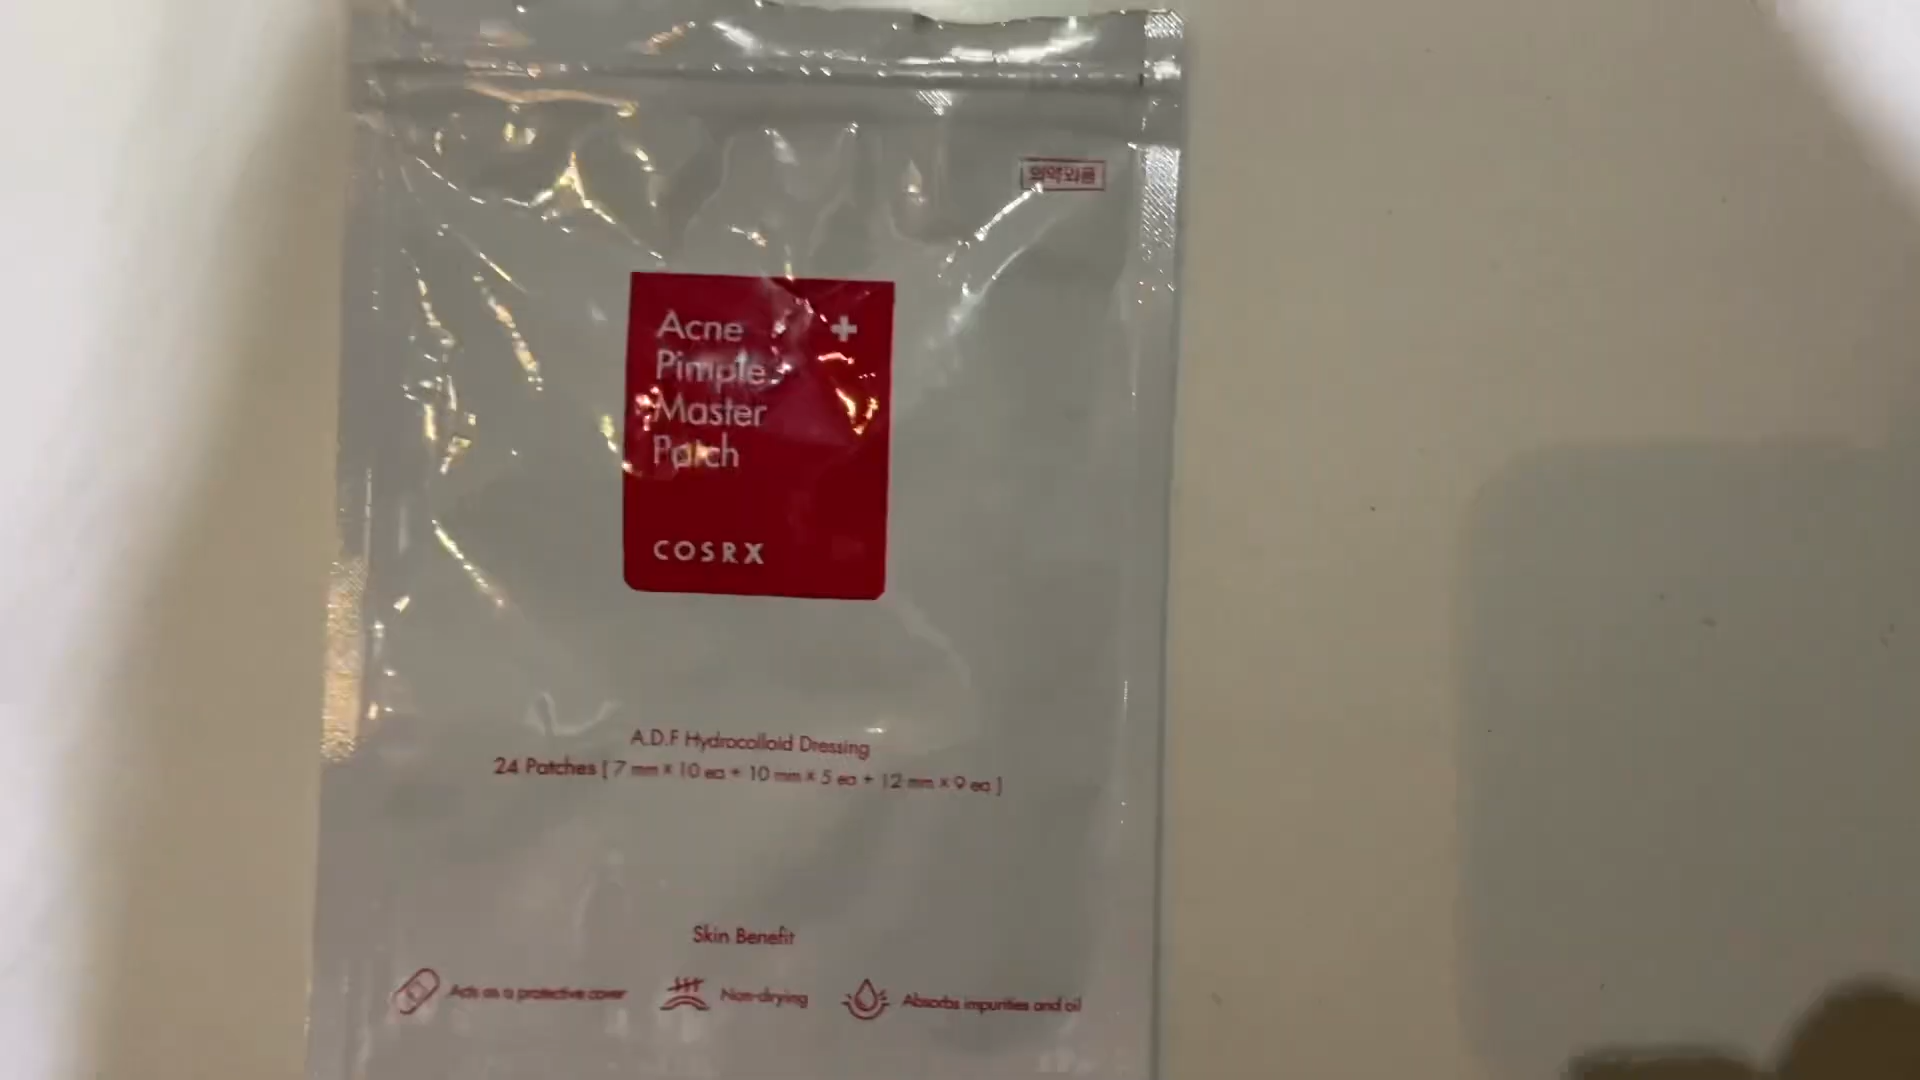 의약외품
Acne +
Pimple
Master
Patch
COSRX
A.D.F Hydrocolloid Dressing
24 Patches [ 7 mm × 10 ea + 10 mm × 5 ea + 12 mm × 9 ea ]
Skin Benefit
Acts as a protective cover
Non-drying
Absorbs impurities and oil